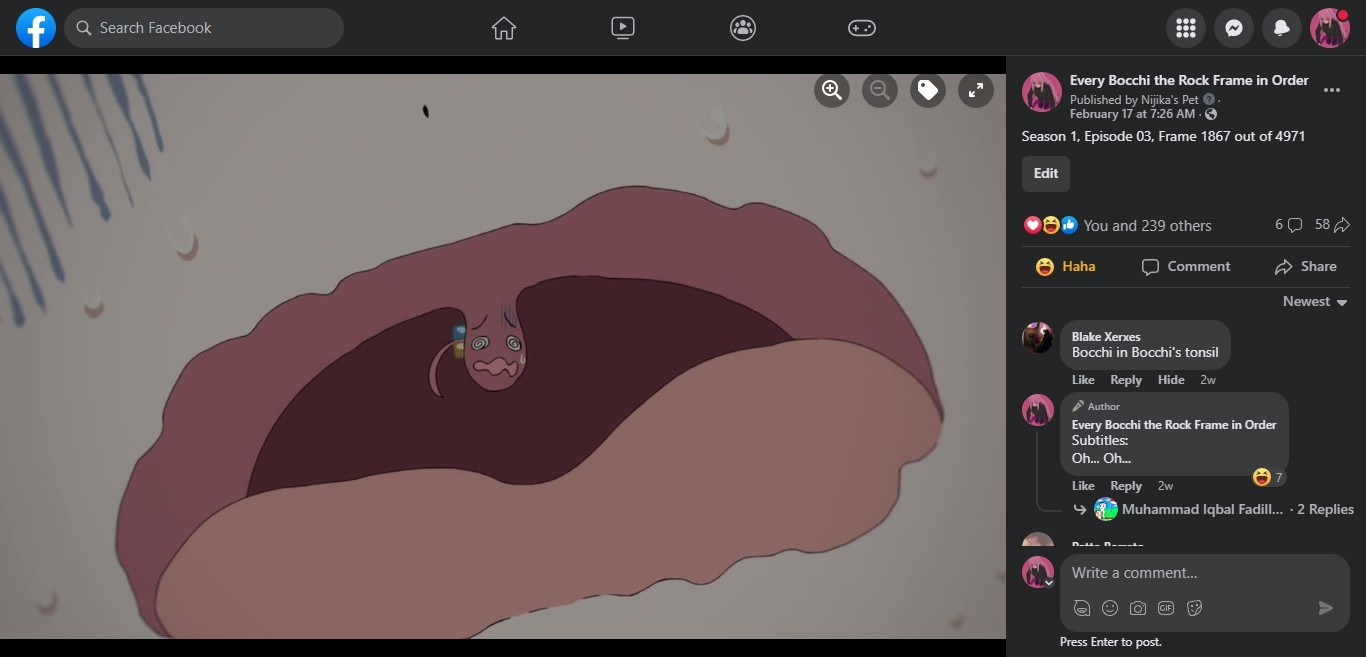 Search Facebook
Every Bocchi the Rock Frame in Order
Published by Nijika's Pet ·
February 17 at 7:26 AM ·
Season 1, Episode 03, Frame 1867 out of 4971
Edit
You and 239 others
6
58
Haha
Comment
Share
Newest
Blake Xerxes
Bocchi in Bocchi's tonsil
Like Reply Hide 2w
Author
Every Bocchi the Rock Frame in Order
Subtitles:
Oh... Oh...
7
Like Reply 2w
Muhammad Iqbal Fadill... · 2 Replies
Write a comment...
GIF
Press Enter to post.